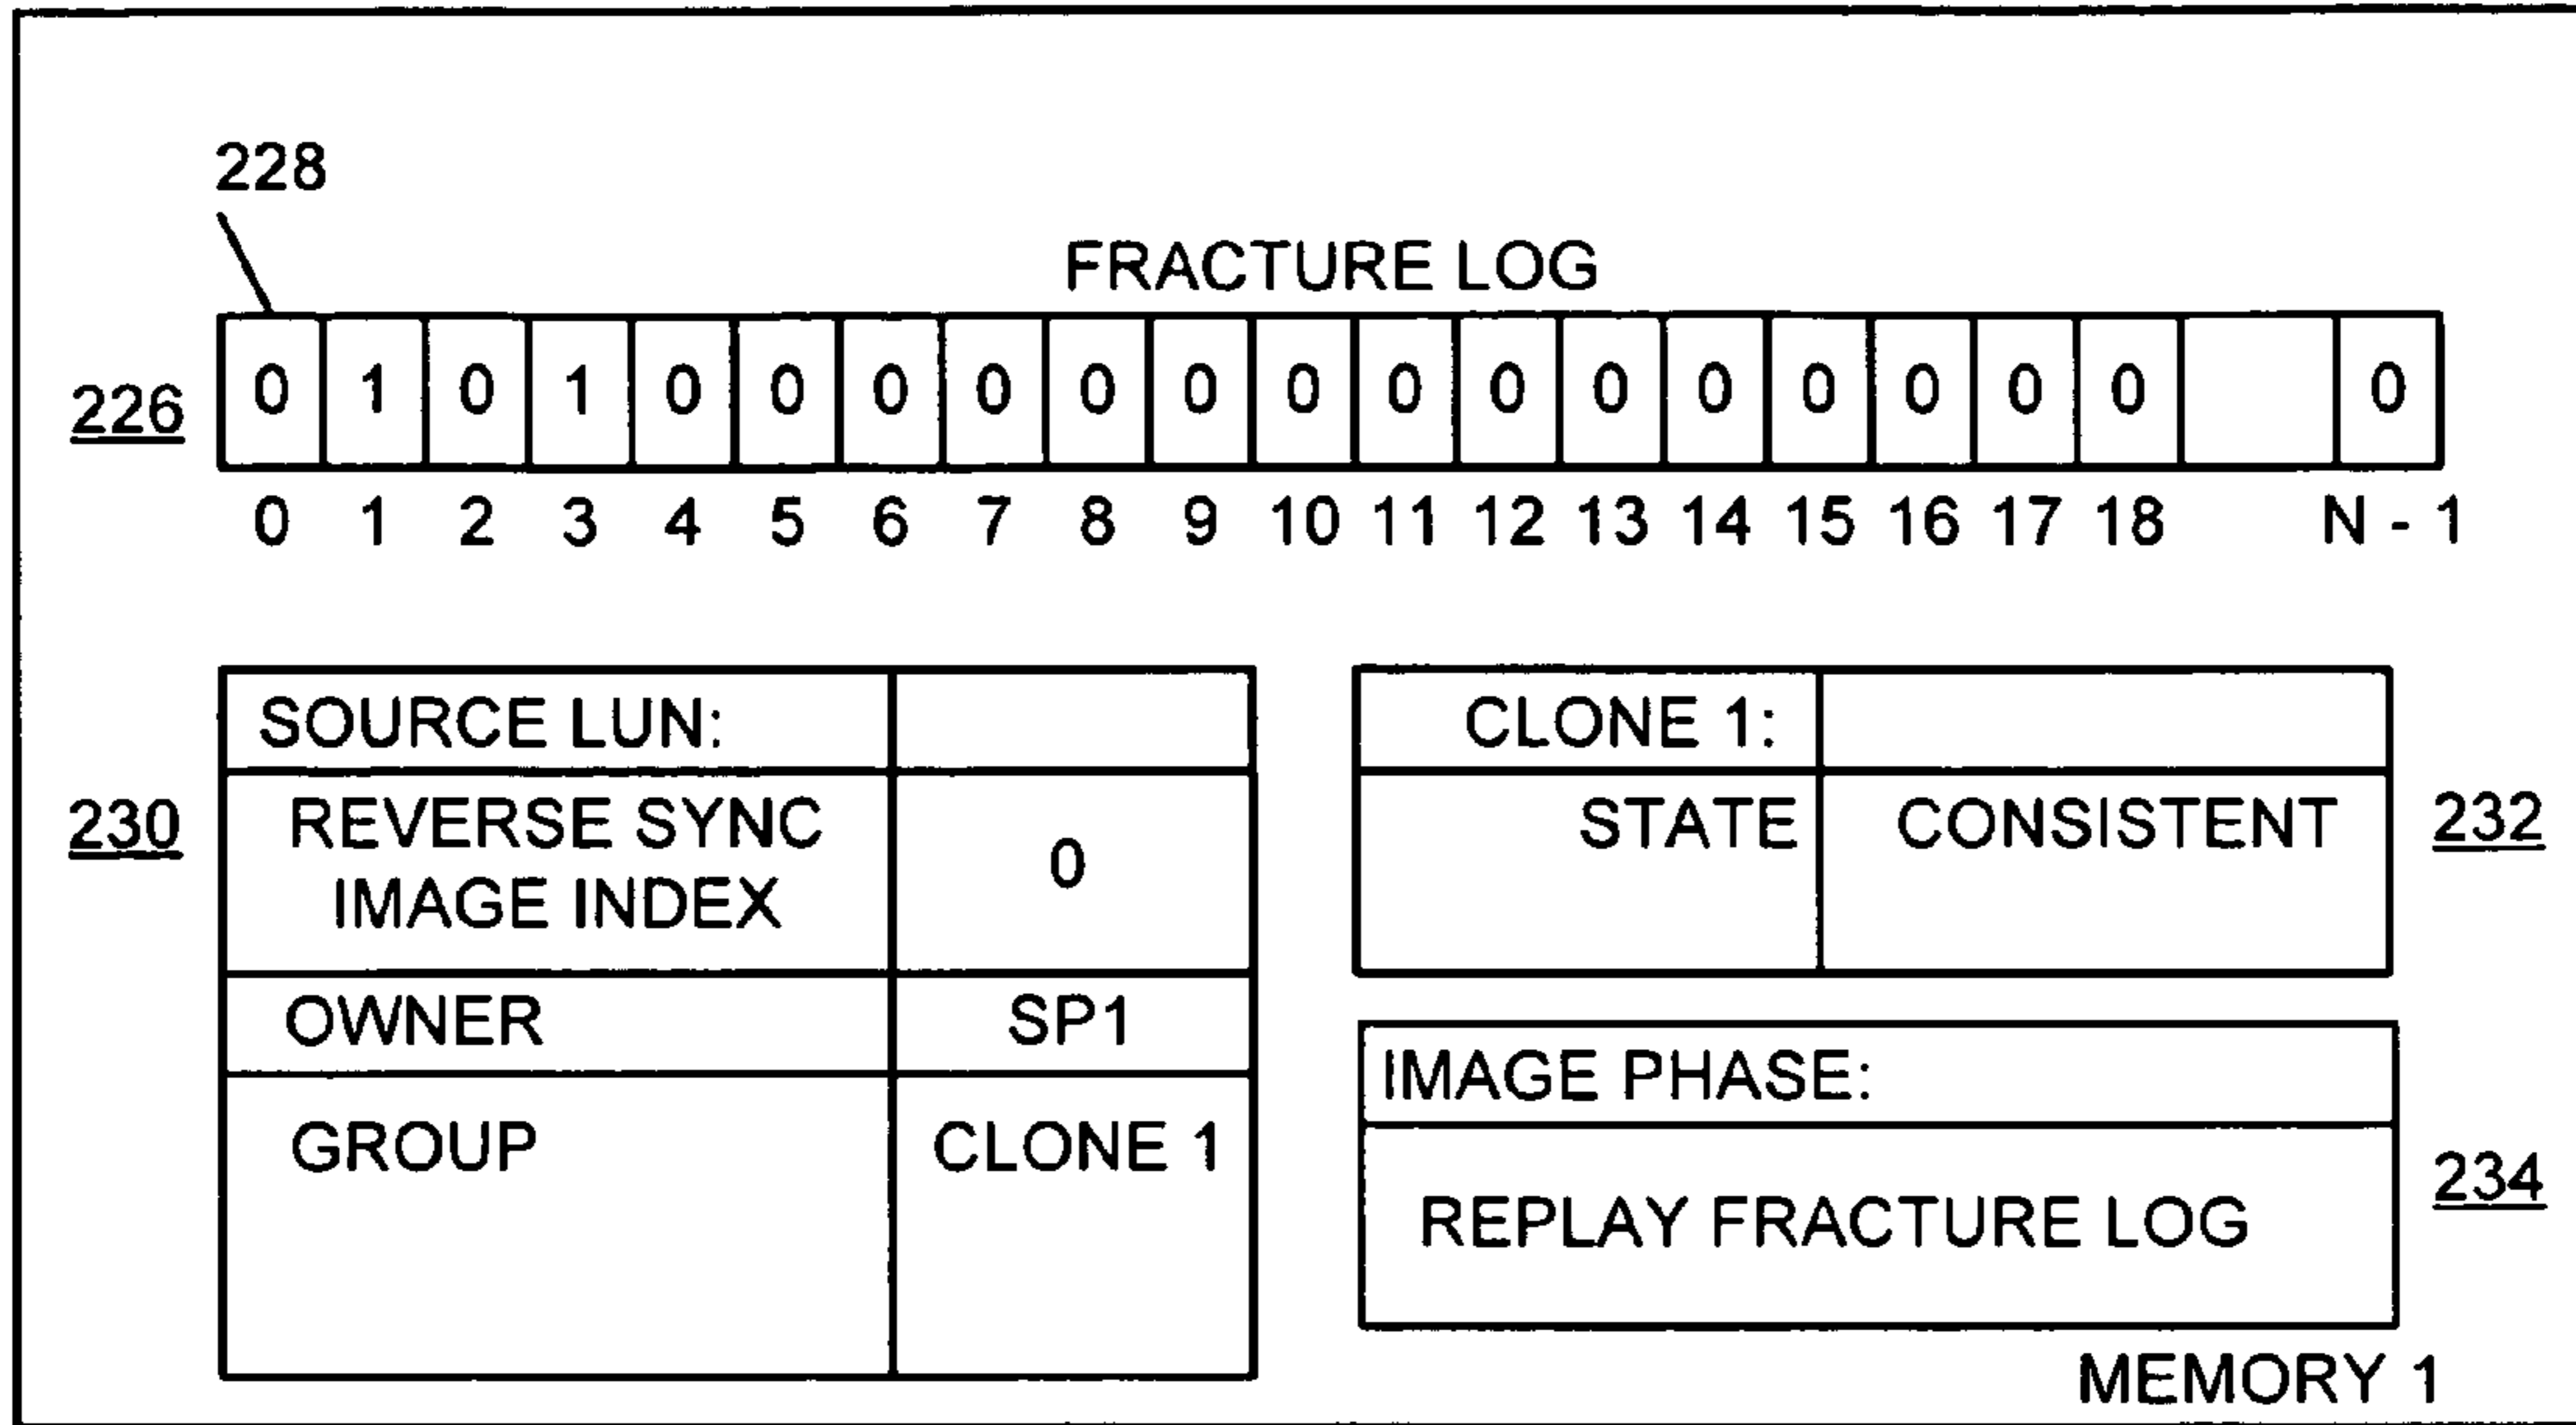 228
FRACTURE LOG
226 0 1 0 1 0 0 0 0 0 0 0 0 0 0 0 0 0 0 0 0
0 1 2 3 4 5 6 7 8 9 10 11 12 13 14 15 16 17 18 N - 1
230
SOURCE LUN:
REVERSE SYNC
IMAGE INDEX
0
OWNER SP1
GROUP CLONE 1
CLONE 1:
STATE CONSISTENT
232
IMAGE PHASE:
REPLAY FRACTURE LOG
234
MEMORY 1